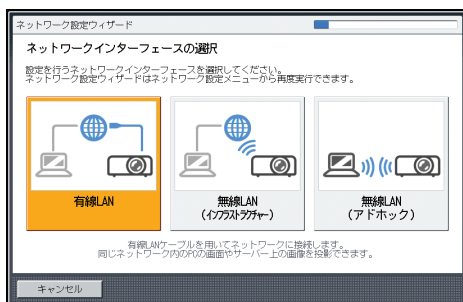 ネットワーク設定ウィザード
ネットワークインターフェースの選択
設定を行うネットワークインターフェースを選択してください。
ネットワーク設定ウィザードはネットワーク設定メニューから再度実行できます。
有線LAN
無線LAN
(インフラストラクチャー)
無線LAN
(アドホック)
有線LANケーブルを用いてネットワークに接続します。
同じネットワーク内のPCの画面やサーバー上の画像を投影できます。
キャンセル